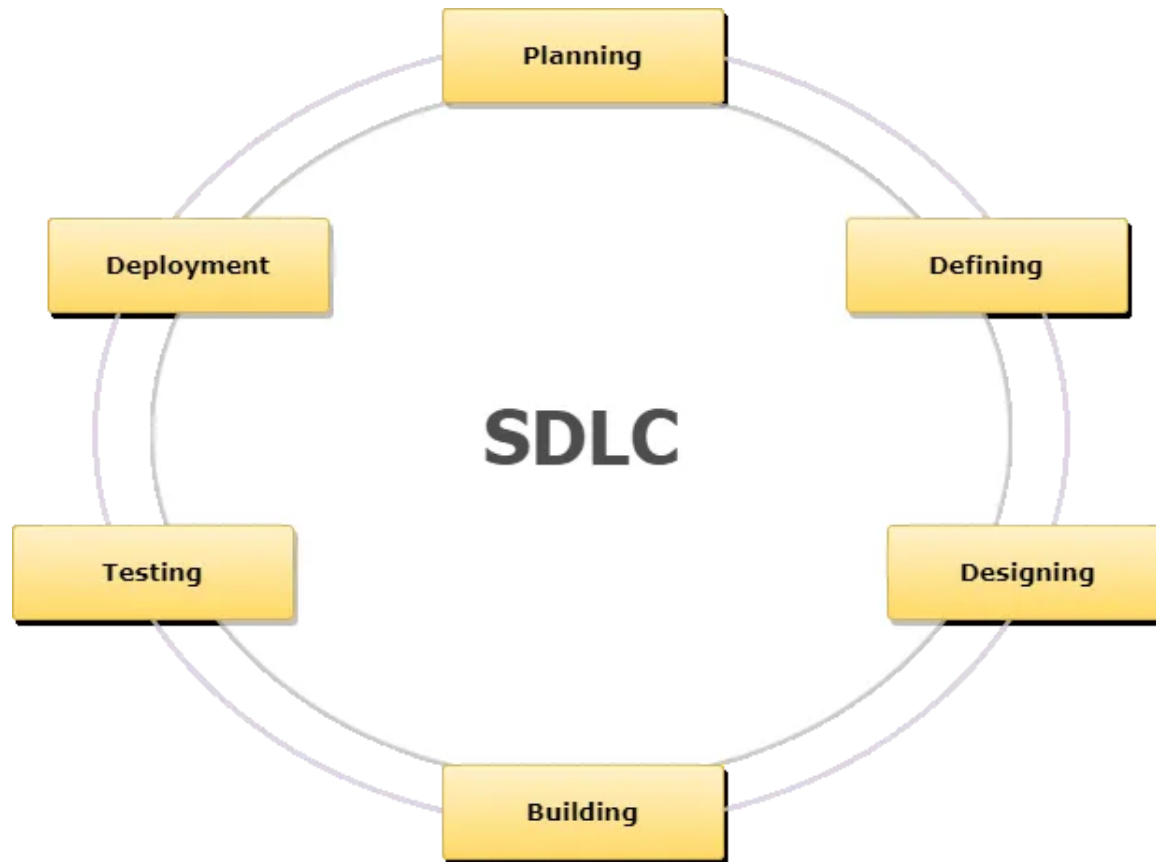 Planning
Deployment
Defining
SDLC
Testing
Designing
Building